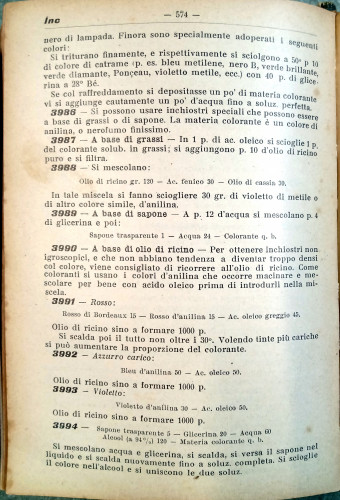 Inc
— 574 —
nero di lampada. Finora sono specialmente adoperati i seguenti
colori:
Si triturano finamente, e rispettivamente si sciolgono a 50° p 10
di colore di catrame (p. es. bleu metilene, nero B, verde brillante,
verde diamante, Ponçeau, violetto metile, ecc.) con 40 p. di glice-
rina a 28° Bé.
Se col raffreddamento si depositasse un po' di materia colorante
vi si aggiunge cautamente un po' d'acqua fino a soluz. perfetta.
3986 — Si possono usare inchiostri speciali che possono essere
a base di grassi o di sapone. La materia colorante è un colore di
anilina, o nerofumo finissimo.
3987 — A base di grassi — In 1 p. di ac. oleico si scioglie 1 p.
del colorante solub. in grassi; si aggiungono p. 10 d'olio di ricino
puro e si filtra.
3988 — Si mescolano:
Olio di ricino gr. 120 — Ac. fenico 30 — Olio di cassia 30.
In tale miscela si fanno sciogliere 30 gr. di violetto di metile o
di altro colore simile, d'anilina.
3989 — A base di sapone — A p. 12 d'acqua si mescolano p. 4
di glicerina e poi:
Sapone trasparente 1 — Acqua 24 — Colorante q. b.
3990 — A base di olio di ricino — Per ottenere inchiostri non
igroscopici, e che non abbiano tendenza a diventar troppo densi
col colore, viene consigliato di ricorrere all'olio di ricino. Come
coloranti si usano i colori d'anilina che occorre macinare e me-
scolare per bene con acido oleico prima di introdurli nella mi-
scela.
3991 — Rosso:
Rosso di Bordeaux 15 — Rosso d'anilina 15 — Ac. oleico greggio 45.
Olio di ricino sino a formare 1000 p.
Si scalda poi il tutto non oltre i 30°. Volendo tinte più cariche
si può aumentare la proporzione del colorante.
3992 — Azzurro carico:
Bleu d'anilina 50 — Ac. oleico 50.
Olio di ricino sino a formare 1000 p.
3993 — Violetto:
Violetto d'anilina 30 — Ac. oleico 50.
Olio di ricino sino a formare 1000 p.
3994 — Sapone trasparente 5 — Glicerina 20 — Acqua 60
Alcool (a 94°/₀) 120 — Materia colorante q. b.
Si mescolano acqua e glicerina, si scalda, si versa il sapone nel
liquido e si scalda nuovamente fino a soluz. completa. Si scioglie
il colore nell'alcool e si uniscono le due soluz.